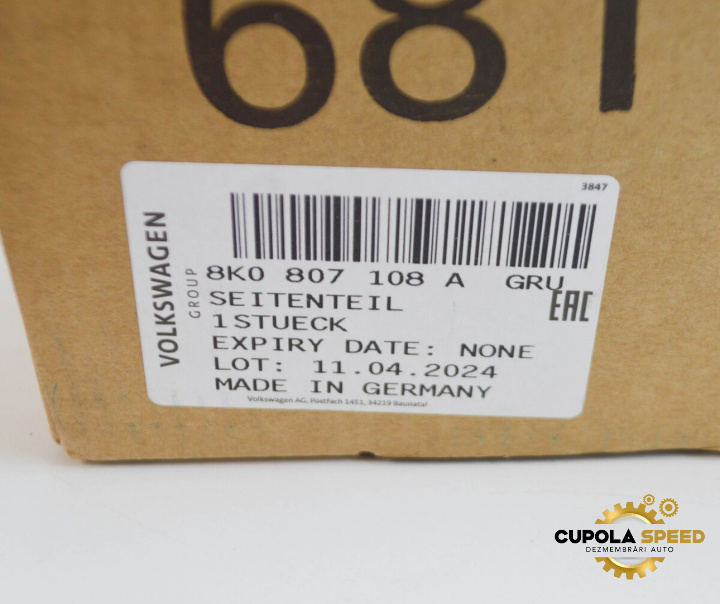 681
3847
VOLKSWAGEN
GROUP
8K0 807 108 A GRU
SEITENTEIL
EAC
1STUECK
EXPIRY DATE: NONE
LOT: 11.04.2024
MADE IN GERMANY
Volkswagen AG, Postfach 1451, 34219 Baunatal
CUPOLA SPEED
DEZMEMBRĂRI AUTO